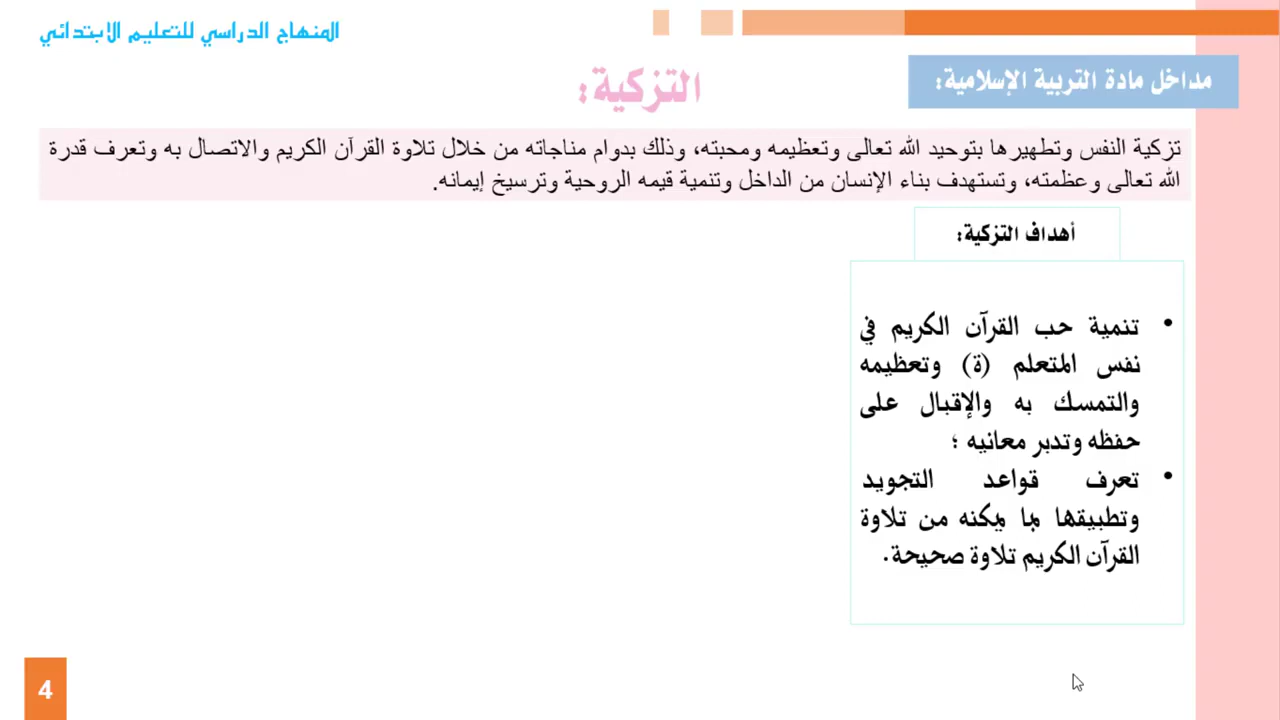 المنهاج الدراسي للتعليم الابتدائي
مداخل مادة التربية الإسلامية:
التزكية:
تزكية النفس وتطهيرها بتوحيد الله تعالى وتعظيمه ومحبته، وذلك بدوام مناجاته من خلال تلاوة القرآن الكريم والاتصال به وتعرف قدرة
الله تعالى وعظمته، وتستهدف بناء الإنسان من الداخل وتنمية قيمه الروحية وترسيخ إيمانه.
أهداف التزكية:
• تنمية حب القرآن الكريم في
نفس المتعلم (ة) وتعظيمه
والتمسك به والإقبال على
حفظه وتدبر معانيه ؛
• تعرف قواعد التجويد
وتطبيقها بما يمكنه من تلاوة
القرآن الكريم تلاوة صحيحة.
4